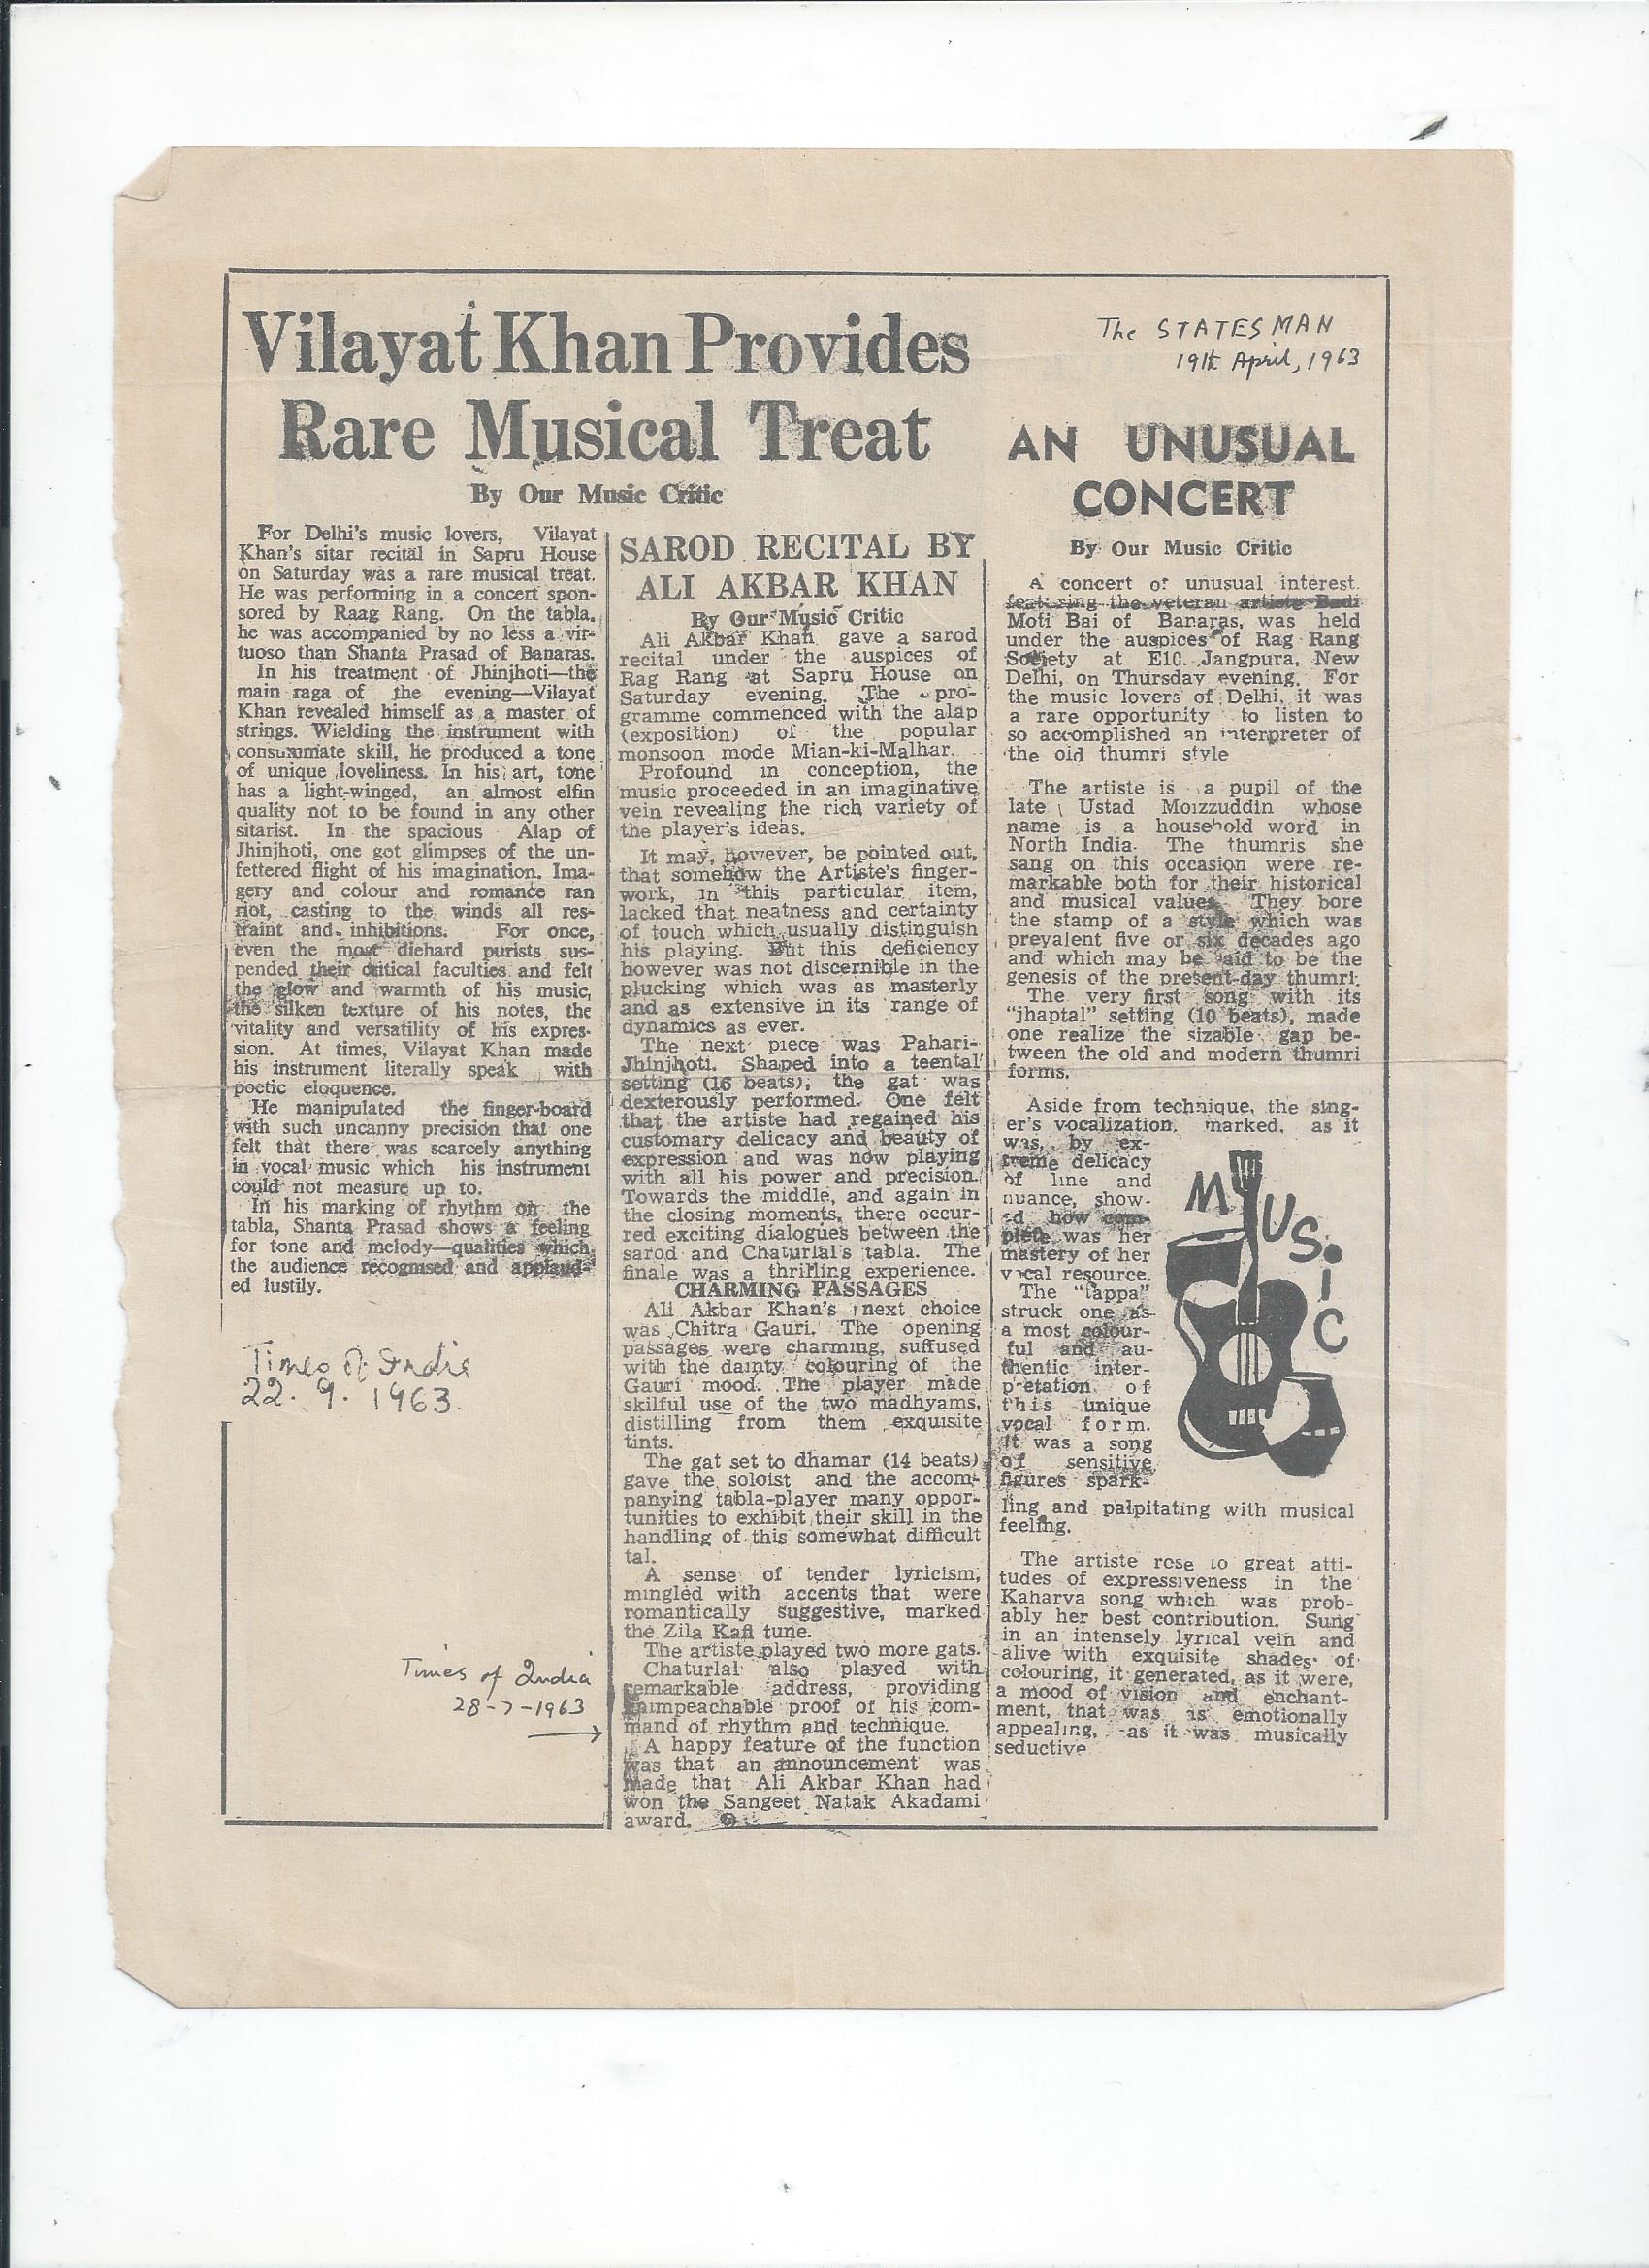 Vilayat Khan Provides
Rare Musical Treat
By Our Music Critic
For Delhi's music lovers, Vilayat
Khan's sitar recital in Sapru House
on Saturday was a rare musical treat.
He was performing in a concert spon-
sored by Raag Rang. On the tabla,
he was accompanied by no less a vir-
tuoso than Shanta Prasad of Banaras.
In his treatment of Jhinjhoti—the
main raga of the evening—Vilayat
Khan revealed himself as a master of
strings. Wielding the instrument with
consummate skill, he produced a tone
of unique loveliness. In his art, tone
has a light-winged, an almost elfin
quality not to be found in any other
sitarist. In the spacious Alap of
Jhinjhoti, one got glimpses of the un-
fettered flight of his imagination. Ima-
gery and colour and romance ran
riot, casting to the winds all res-
traint and inhibitions. For once,
even the most diehard purists sus-
pended their critical faculties and felt
the glow and warmth of his music,
the silken texture of his notes, the
vitality and versatility of his expres-
sion. At times, Vilayat Khan made
his instrument literally speak with
poetic eloquence.
He manipulated the finger-board
with such uncanny precision that one
felt that there was scarcely anything
in vocal music which his instrument
could not measure up to.
In his marking of rhythm on the
tabla, Shanta Prasad shows a feeling
for tone and melody—qualities which
the audience recognised and applaud-
ed lustily.
Times of India
22. 9. 1963
Times of India
28-7-1963
SAROD RECITAL BY
ALI AKBAR KHAN
By Our Music Critic
Ali Akbar Khan gave a sarod
recital under the auspices of
Rag Rang at Sapru House on
Saturday evening. The pro-
gramme commenced with the alap
(exposition) of the popular
monsoon mode Mian-ki-Malhar.
Profound in conception, the
music proceeded in an imaginative
vein revealing the rich variety of
the player's ideas.
It may, however, be pointed out,
that somehow the Artiste's finger-
work, in this particular item,
lacked that neatness and certainty
of touch which usually distinguish
his playing. But this deficiency
however was not discernible in the
plucking which was as masterly
and as extensive in its range of
dynamics as ever.
The next piece was Pahari-
Jhinjhoti. Shaped into a teental
setting (16 beats), the gat was
dexterously performed. One felt
that the artiste had regained his
customary delicacy and beauty of
expression and was now playing
with all his power and precision.
Towards the middle, and again in
the closing moments, there occur-
red exciting dialogues between the
sarod and Chaturlal's tabla. The
finale was a thrilling experience.
CHARMING PASSAGES
Ali Akbar Khan's next choice
was Chitra Gauri. The opening
passages were charming, suffused
with the dainty colouring of the
Gauri mood. The player made
skilful use of the two madhyams,
distilling from them exquisite
tints.
The gat set to dhamar (14 beats)
gave the soloist and the accom-
panying tabla-player many oppor-
tunities to exhibit their skill in the
handling of this somewhat difficult
tal.
A sense of tender lyricism,
mingled with accents that were
romantically suggestive, marked
the Zila Kafi tune.
The artiste played two more gats.
Chaturlal also played with
remarkable address, providing
unimpeachable proof of his com-
mand of rhythm and technique.
A happy feature of the function
was that an announcement was
made that Ali Akbar Khan had
won the Sangeet Natak Akadami
award.
The STATESMAN
19th April, 1963
AN UNUSUAL
CONCERT
By Our Music Critic
A concert of unusual interest
featuring the veteran artiste Badi
Moti Bai of Banaras, was held
under the auspices of Rag Rang
Society at E10. Jangpura, New
Delhi, on Thursday evening. For
the music lovers of Delhi, it was
a rare opportunity to listen to
so accomplished an interpreter of
the old thumri style
The artiste is a pupil of the
late Ustad Moizzuddin whose
name is a household word in
North India. The thumris she
sang on this occasion were re-
markable both for their historical
and musical values. They bore
the stamp of a style which was
prevalent five or six decades ago
and which may be said to be the
genesis of the present-day thumri.
The very first song with its
"jhaptal" setting (10 beats), made
one realize the sizable gap be-
tween the old and modern thumri
forms.
Aside from technique, the sing-
er's vocalization, marked, as it
was, by ex-
treme delicacy
of line and
nuance, show-
ed how com-
plete was her
mastery of her
vocal resource.
The "tappa"
struck one as
a most colour-
ful and au-
thentic inter-
pretation of
this unique
vocal form.
It was a song
of sensitive
figures spark-
MUSIC
ling and palpitating with musical
feeling.
The artiste rose to great atti-
tudes of expressiveness in the
Kaharva song which was prob-
ably her best contribution. Sung
in an intensely lyrical vein and
alive with exquisite shades of
colouring, it generated, as it were,
a mood of vision and enchant-
ment, that was as emotionally
appealing, as it was musically
seductive